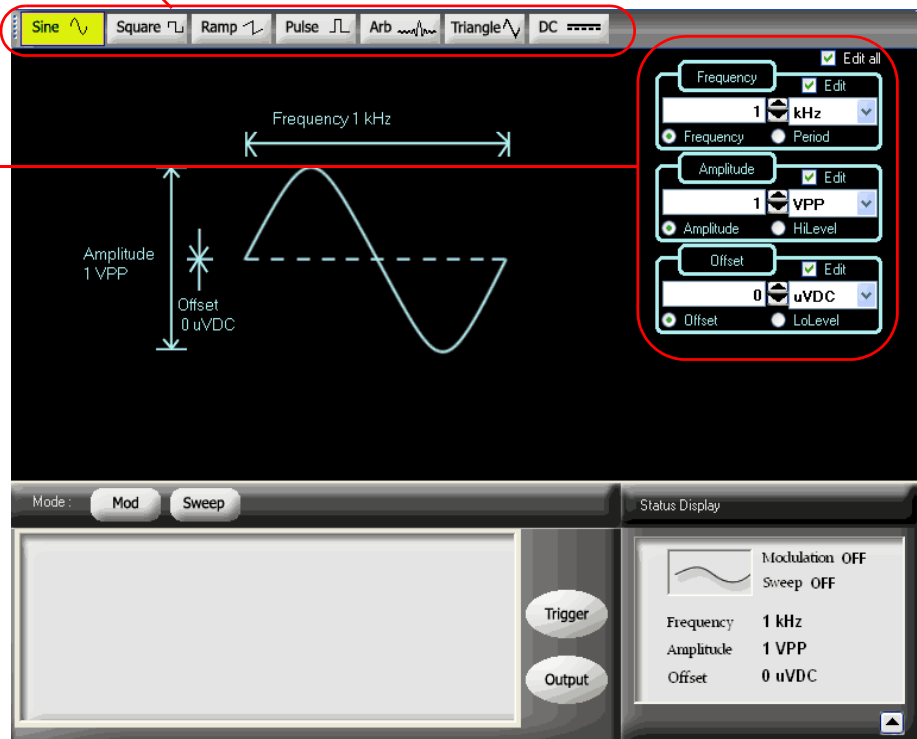 Sine Square Ramp Pulse Arb Triangle DC
Edit all
Frequency
Edit
1 kHz
Frequency Period
Amplitude
Edit
1 VPP
Amplitude HiLevel
Offset
Edit
0 uVDC
Offset LoLevel
Frequency 1 kHz
Amplitude
1 VPP
Offset
0 uVDC
Mode : Mod Sweep
Trigger
Output
Status Display
Modulation OFF
Sweep OFF
Frequency 1 kHz
Amplitude 1 VPP
Offset 0 uVDC